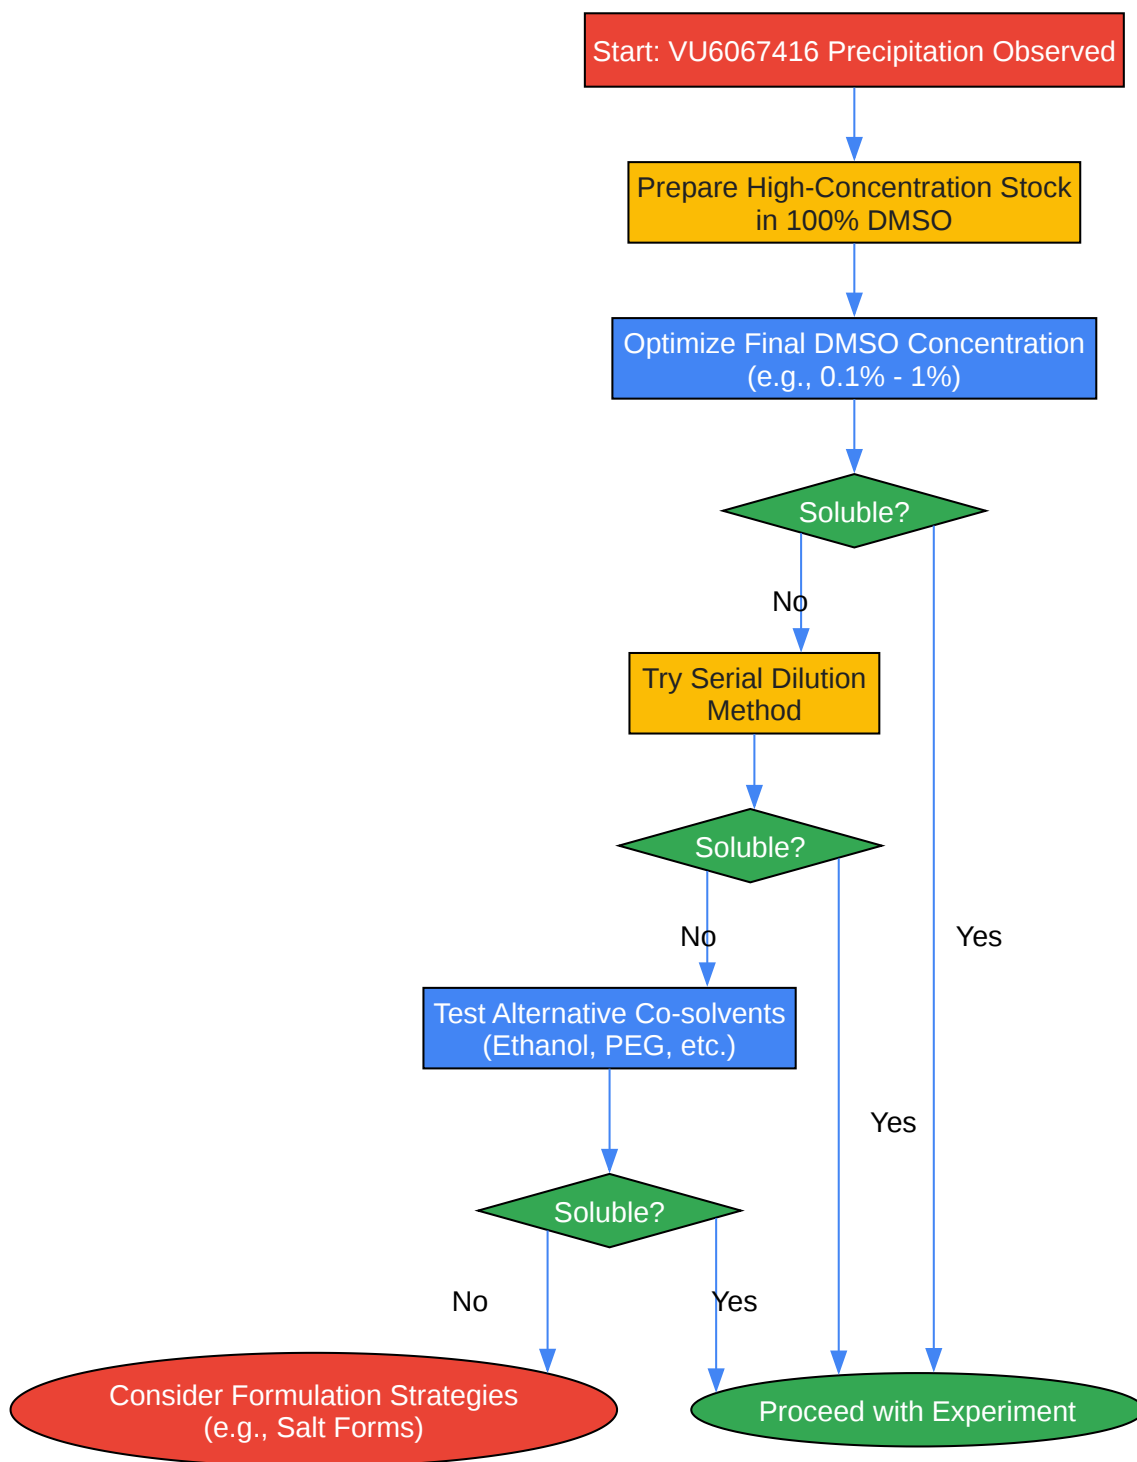 Start: VU6067416 Precipitation Observed
Prepare High-Concentration Stock
in 100% DMSO
Optimize Final DMSO Concentration
(e.g., 0.1% - 1%)
Soluble?
No
Try Serial Dilution
Method
Soluble?
No
Yes
Test Alternative Co-solvents
(Ethanol, PEG, etc.)
Yes
Soluble?
No
Yes
Consider Formulation Strategies
(e.g., Salt Forms)
Proceed with Experiment